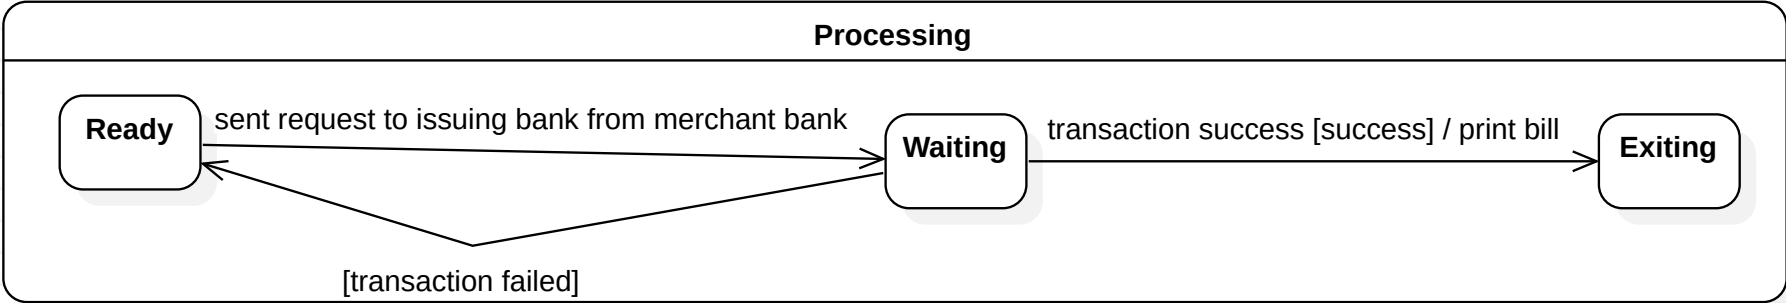 Processing
Ready
sent request to issuing bank from merchant bank
Waiting
transaction success [success] / print bill
Exiting
[transaction failed]